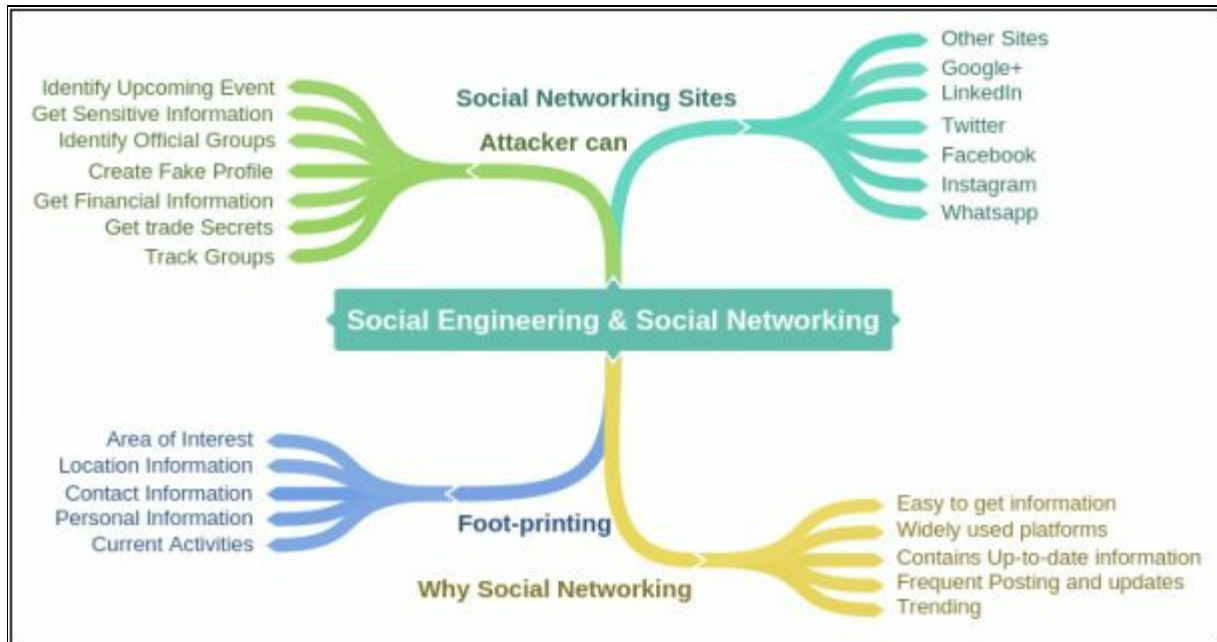 Social Engineering & Social Networking
Attacker can
Identify Upcoming Event
Get Sensitive Information
Identify Official Groups
Create Fake Profile
Get Financial Information
Get trade Secrets
Track Groups
Social Networking Sites
Other Sites
Google+
LinkedIn
Twitter
Facebook
Instagram
Whatsapp
Foot-printing
Area of Interest
Location Information
Contact Information
Personal Information
Current Activities
Why Social Networking
Easy to get information
Widely used platforms
Contains Up-to-date information
Frequent Posting and updates
Trending